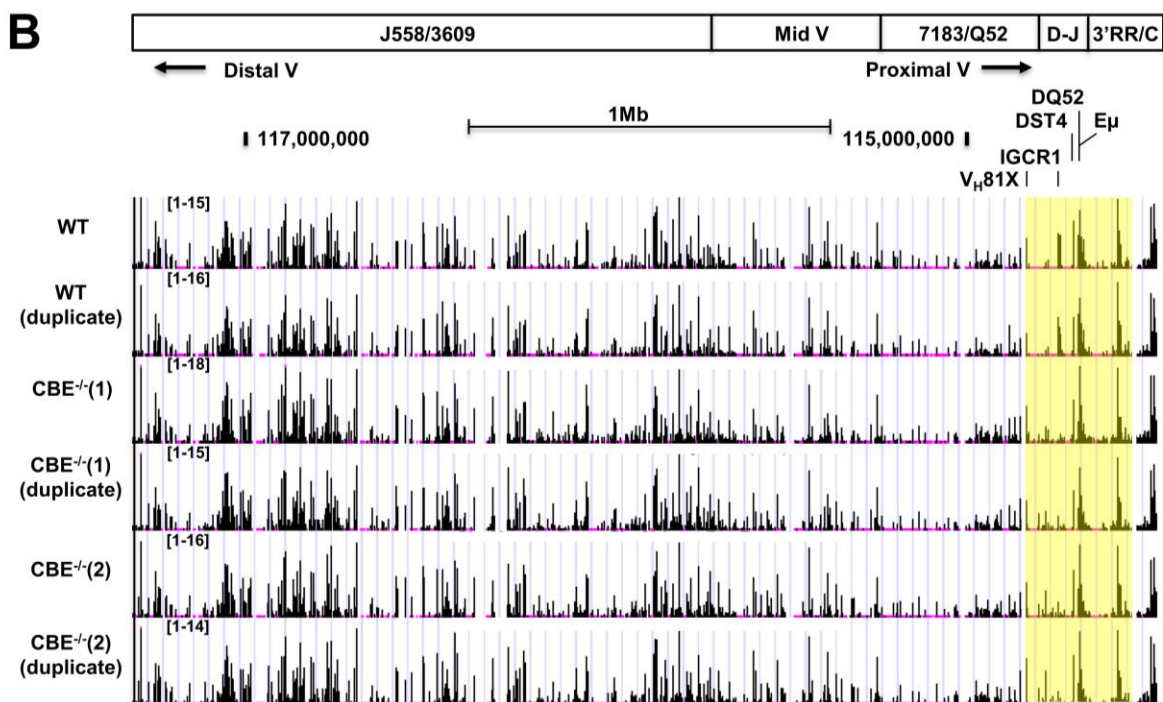 B
J558/3609 Mid V 7183/Q52 D-J 3'RR/C
Distal V Proximal V
1Mb
117,000,000 115,000,000
DQ52
DST4 Eμ
IGCR1
VH81X
WT
[1-15]
WT
(duplicate)
[1-16]
CBE-/-(1)
[1-18]
CBE-/-(1)
(duplicate)
[1-15]
CBE-/-(2)
[1-16]
CBE-/-(2)
(duplicate)
[1-14]